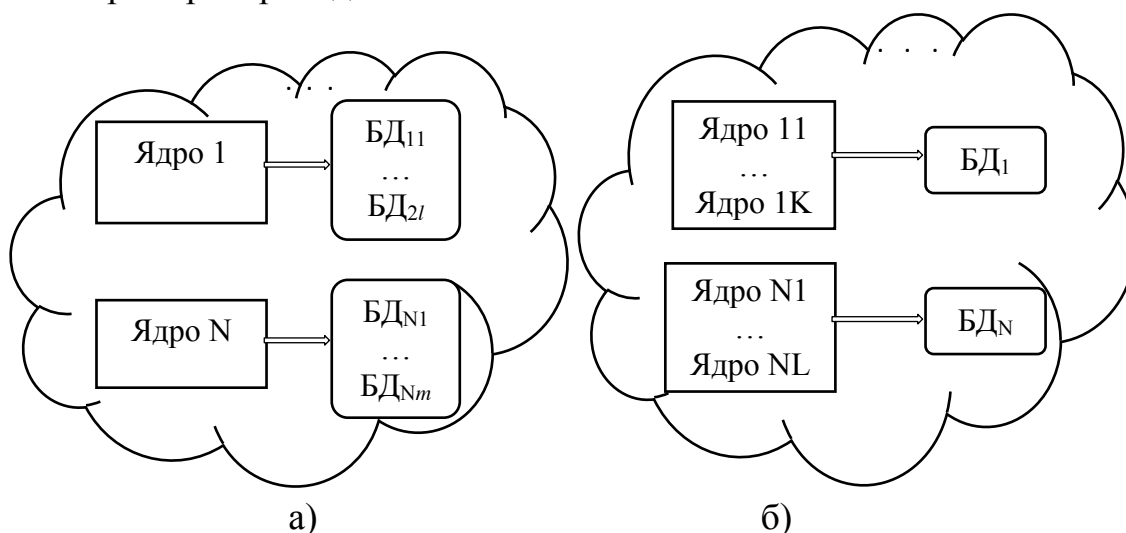 . . .
Ядро 1
БД11
…
БД2l
Ядро N
БДN1
…
БДNm
а)
. . .
Ядро 11
…
Ядро 1K
БД1
Ядро N1
…
Ядро NL
БДN
б)